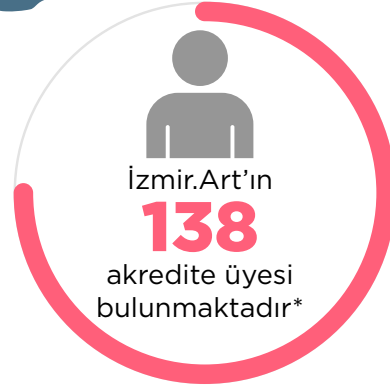 İzmir.Art’ın
138
akredite üyesi
bulunmaktadır*